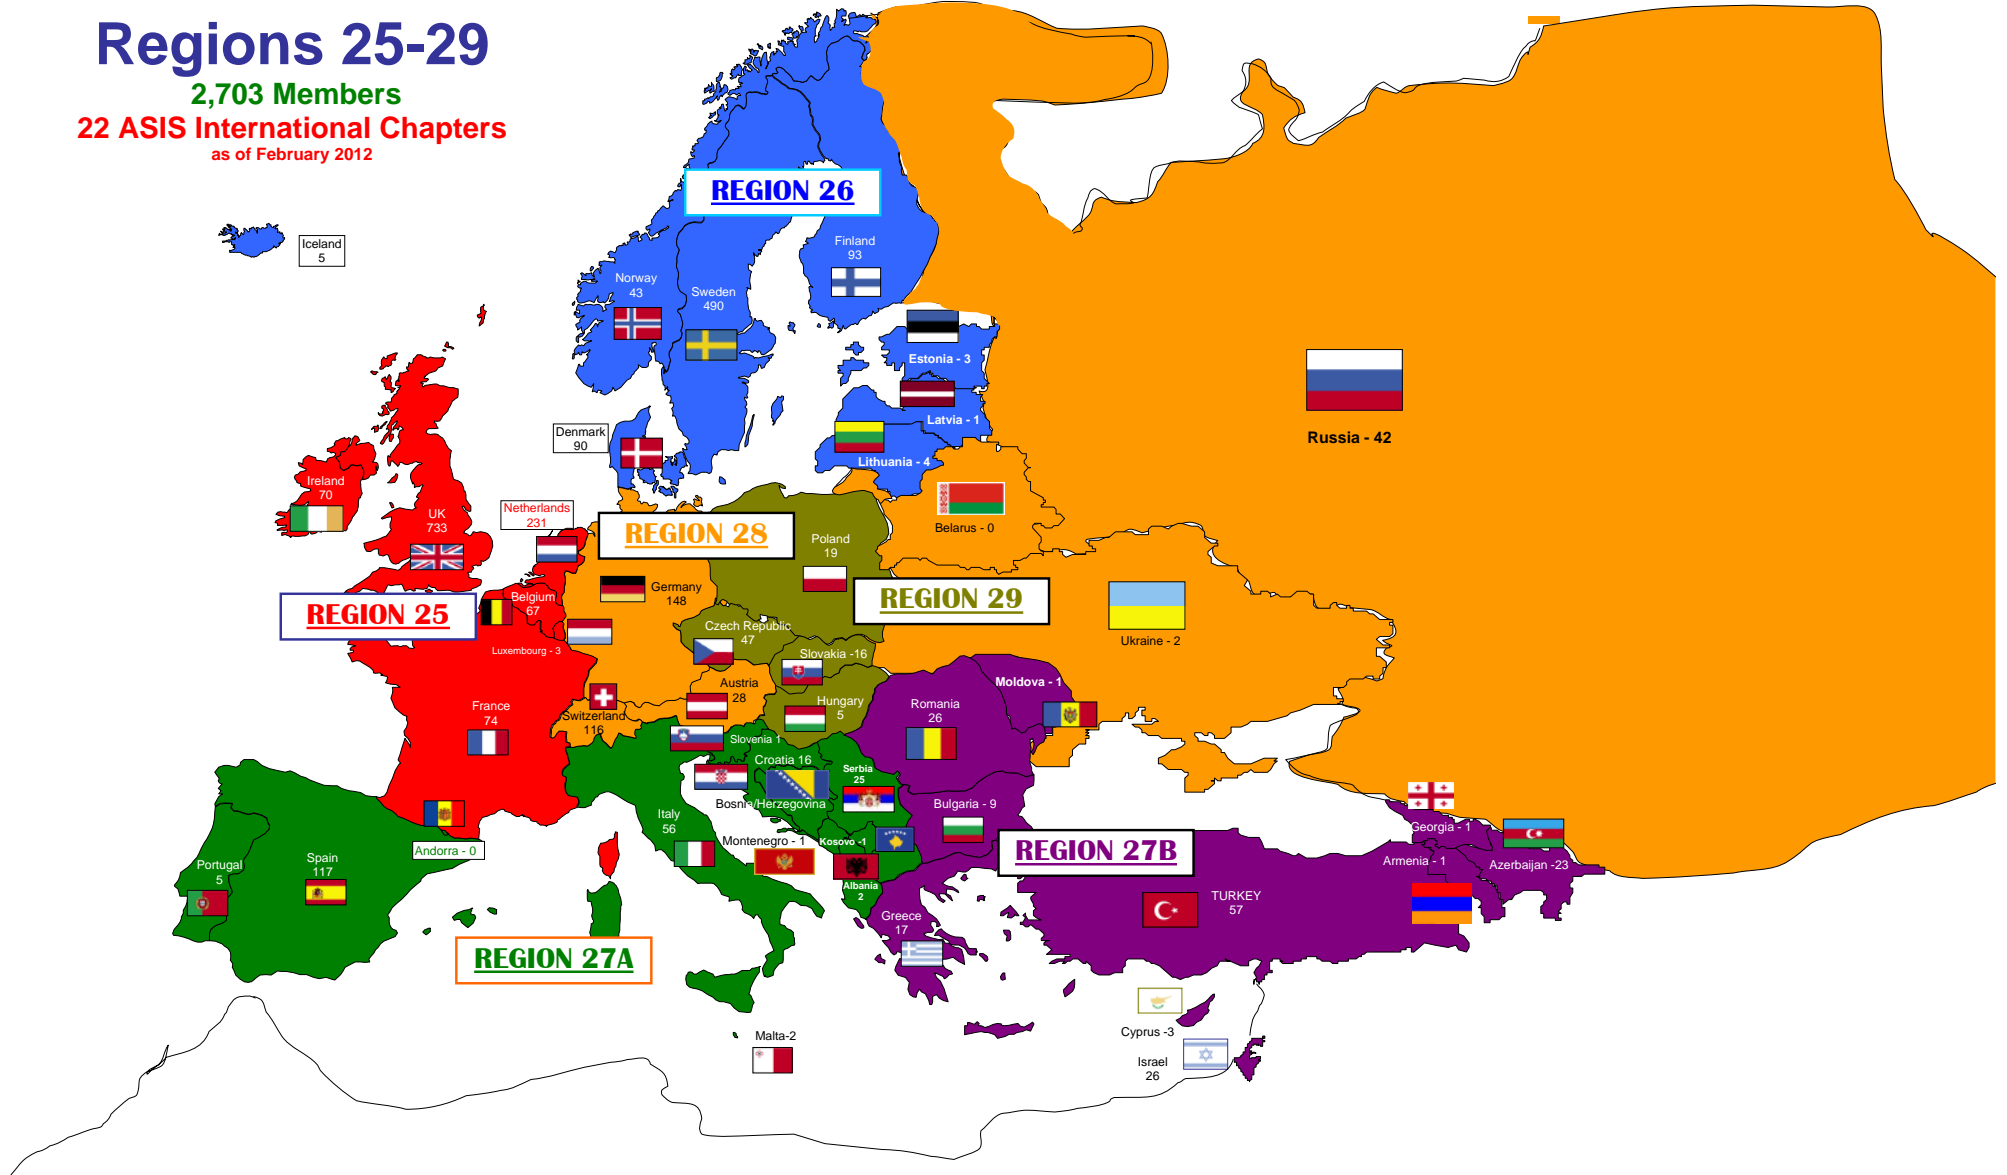 Regions 25-29
2,703 Members
22 ASIS International Chapters
as of February 2012
REGION 26
Iceland
5
Finland
93
Norway
43
Sweden
490
Estonia - 3
Latvia - 1
Lithuania - 4
Denmark
90
Russia - 42
Ireland
70
UK
733
Netherlands
231
REGION 28
Poland
19
Belarus - 0
Germany
148
Belgium
67
REGION 25
REGION 29
Czech Republic
47
Ukraine - 2
Luxembourg - 3
Slovakia -16
Austria
28
Moldova - 1
Hungary
5
Romania
26
France
74
Switzerland
116
Slovenia 1
Croatia 16
Serbia
25
Bosnia/Herzegovina
Bulgaria - 9
Italy
56
Montenegro - 1
Kosovo -1
Georgia - 1
Andorra - 0
REGION 27B
Armenia - 1
Azerbaijan -23
Portugal
5
Spain
117
Albania
2
TURKEY
57
Greece
17
REGION 27A
Malta-2
Cyprus -3
Israel
26